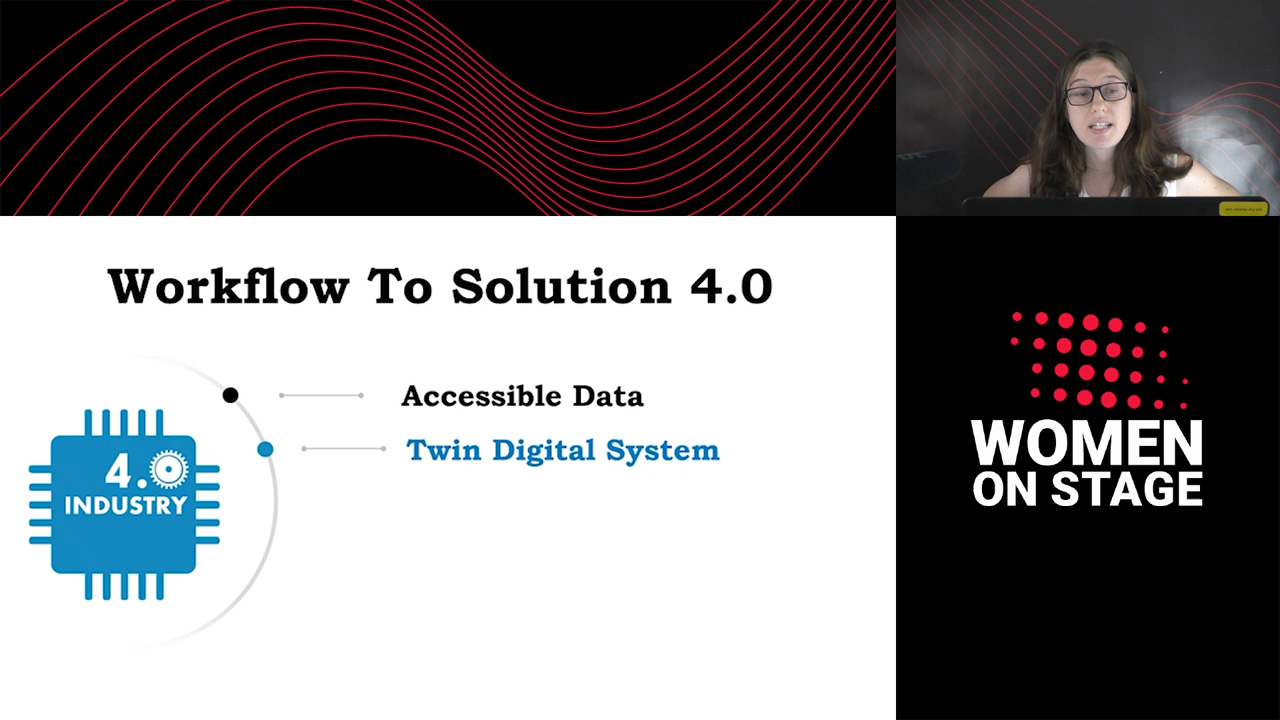 Workflow To Solution 4.0
Accessible Data
Twin Digital System
4.0
INDUSTRY
WOMEN
ON STAGE